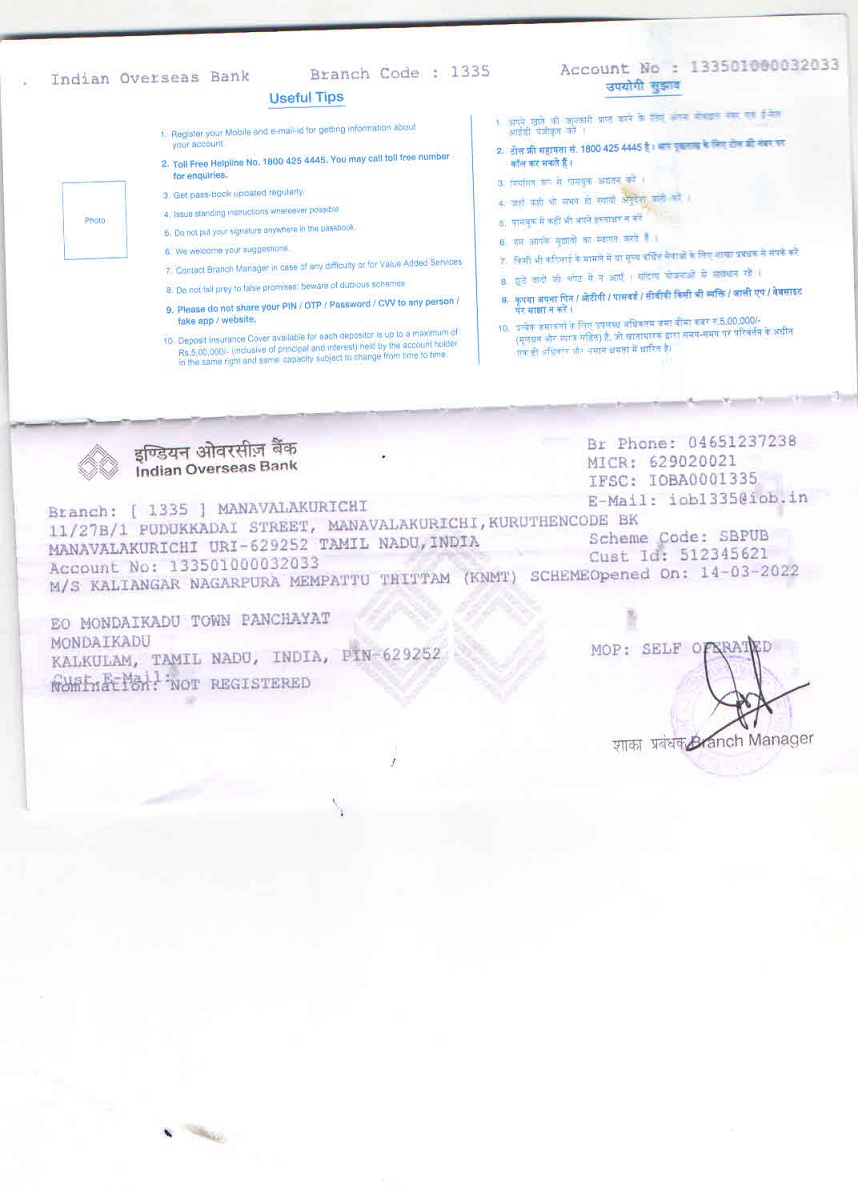 Indian Overseas Bank Branch Code : 1335 Account No : 133501000032033
Useful Tips
1. Register your Mobile and e-mail-id for getting information about
your account.
2. Toll Free Helpline No. 1800 425 4445. You may call toll free number
for enquiries.
3. Get pass-book updated regularly.
4. Issue standing instructions whereever possible
5. Do not put your signature anywhere in the passbook
6. We welcome your suggestions.
7. Contact Branch Manager in case of any difficulty or for Value Added Services
8. Do not fall prey to false promises: beware of dubious schemes
9. Please do not share your PIN / OTP / Password / CVV to any person /
fake app / website.
10. Deposit Insurance Cover available for each depositor is up to a maximum of
Rs.5,00,000/- (inclusive of principal and interest) held by the account holder
in the same right and same capacity subject to change from time to time.
Photo
उपयोगी सुझाव
1. अपने खाते की जानकारी प्राप्त करने के लिए अपना मोबाइल नंबर एवं ई-मेल
आईडी पंजीकृत करें ।
2. टोल फ्री सहायता सं. 1800 425 4445 है। आप पूछताछ के लिए टोल फ्री नंबर पर
कॉल कर सकते हैं।
3. नियमित रूप से पासबुक अद्यतन करें ।
4. जहाँ कहीं भी संभव हो स्थायी अनुदेश जारी करें ।
5. पासबुक में कहीं भी अपने हस्ताक्षर न करें
6. हम आपके सुझावों का स्वागत करते हैं ।
7. किसी भी कठिनाई के मामले में या मूल्य वर्धित सेवाओं के लिए शाखा प्रबंधक से संपर्क करें
8. झूठे वादों की चपेट में न आएँ । संदिग्ध योजनाओं से सावधान रहें ।
9. कृपया अपना पिन / ओटीपी / पासवर्ड / सीवीवी किसी भी व्यक्ति / जाली एप / वेबसाइट
पर साझा न करें।
10. प्रत्येक जमाकर्ता के लिए उपलब्ध अधिकतम जमा बीमा कवर रु.5,00,000/-
(मूलधन और ब्याज सहित) है, जो खाताधारक द्वारा समय-समय पर परिवर्तन के अधीन
एक ही अधिकार और समान क्षमता में धारित है।
इण्डियन ओवरसीज़ बैंक
Indian Overseas Bank
Br Phone: 04651237238
MICR: 629020021
IFSC: IOBA0001335
E-Mail: iob1335@iob.in
Branch: [ 1335 ] MANAVALAKURICHI
11/27B/1 PUDUKKADAI STREET, MANAVALAKURICHI,KURUTHENCODE BK
MANAVALAKURICHI URI-629252 TAMIL NADU,INDIA Scheme Code: SBPUB
Account No: 133501000032033 Cust Id: 512345621
M/S KALIANGAR NAGARPURA MEMPATTU THITTAM (KNMT) SCHEMEOpened On: 14-03-2022
EO MONDAIKADU TOWN PANCHAYAT
MONDAIKADU
KALKULAM, TAMIL NADU, INDIA, PIN-629252 MOP: SELF OPERATED
Cust E-Mail:
Nomination: NOT REGISTERED
शाका प्रबंधक Branch Manager